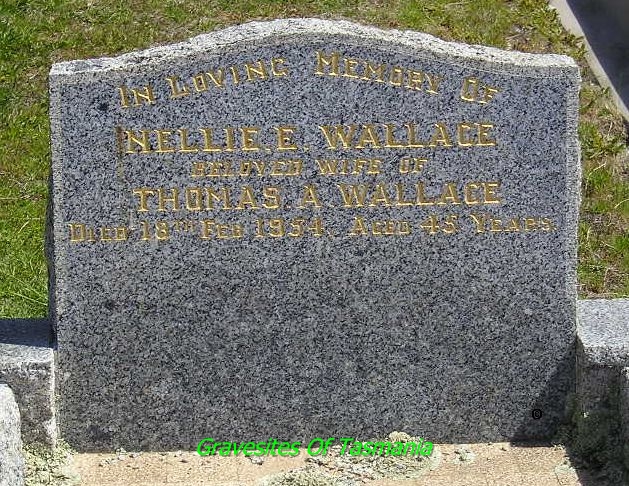 In Loving Memory Of
NELLIE. E. WALLACE
BELOVED WIFE OF
THOMAS. A. WALLACE
Died 18TH Feb 1954. Aged 45 Years.
Gravesites Of Tasmania